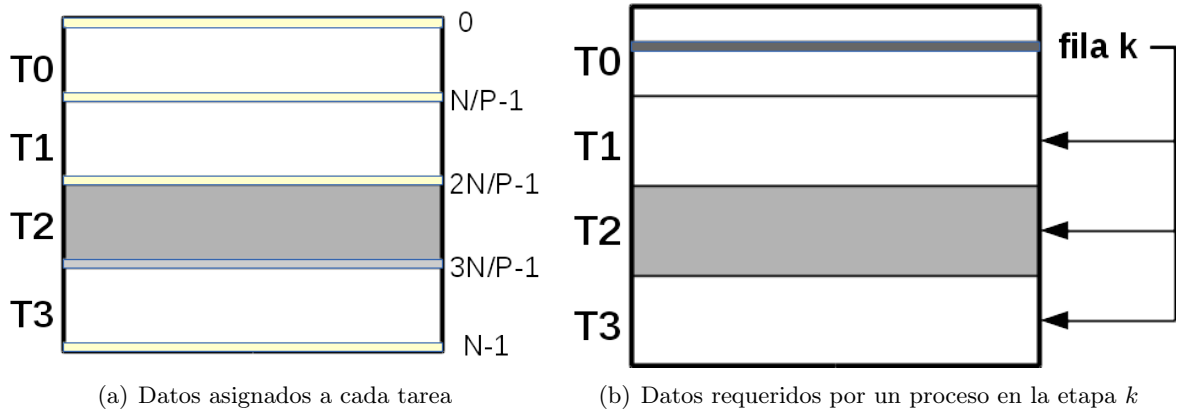 0
T0
N/P-1
T1
2N/P-1
T2
3N/P-1
T3
N-1
(a) Datos asignados a cada tarea
fila k
T0
T1
T2
T3
(b) Datos requeridos por un proceso en la etapa k